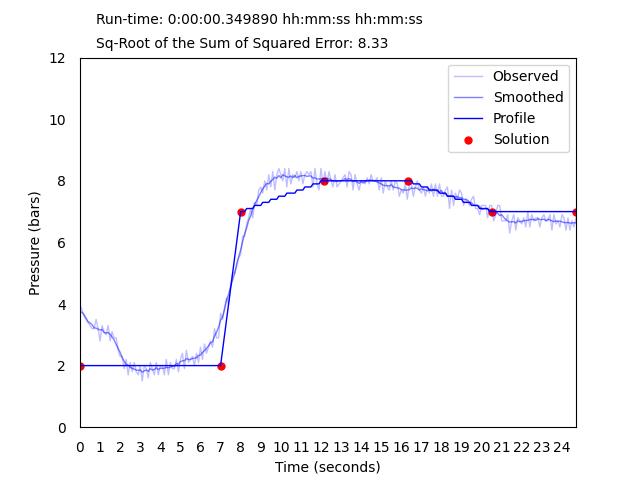 Run-time: 0:00:00.349890 hh:mm:ss hh:mm:ss
Sq-Root of the Sum of Squared Error: 8.33
Observed
Smoothed
Profile
Solution
Pressure (bars)
12
10
8
6
4
2
0
0 1 2 3 4 5 6 7 8 9 10 11 12 13 14 15 16 17 18 19 20 21 22 23 24
Time (seconds)